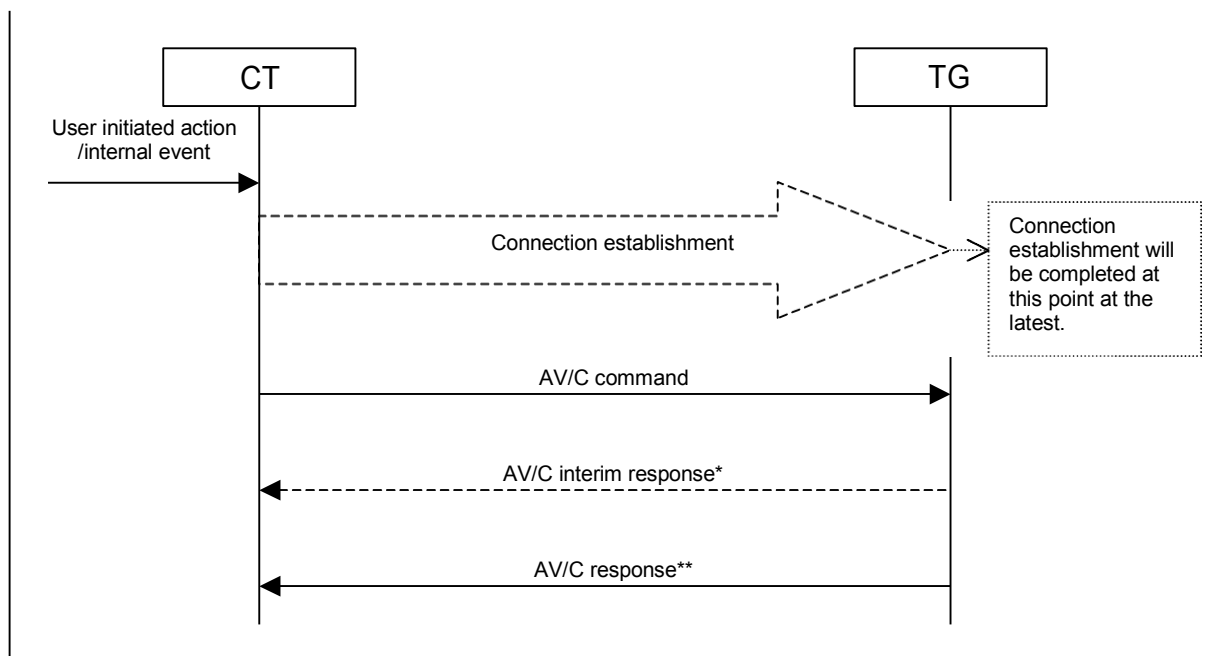 CT
TG
User initiated action
/internal event
Connection establishment
Connection
establishment will
be completed at
this point at the
latest.
AV/C command
AV/C interim response*
AV/C response**